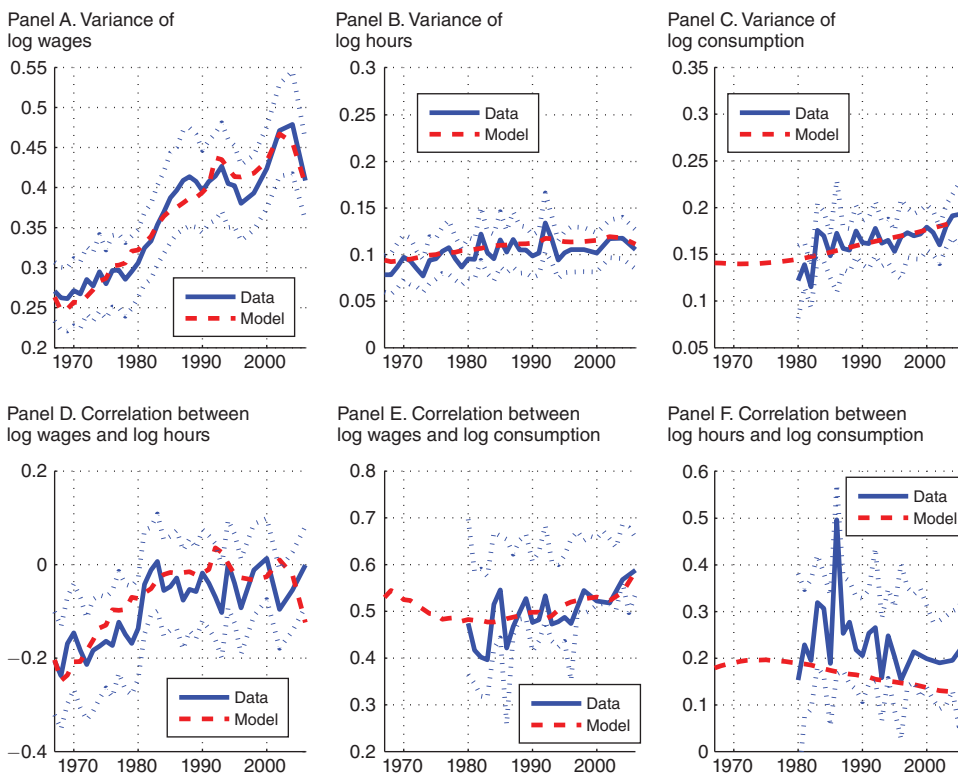 Panel A. Variance of
log wages
0.55
0.5
0.45
0.4
0.35
0.3
0.25
0.2
Data
Model
1970 1980 1990 2000
Panel B. Variance of
log hours
0.3
0.25
0.2
0.15
0.1
0.05
0
Data
Model
1970 1980 1990 2000
Panel C. Variance of
log consumption
0.35
0.3
0.25
0.2
0.15
0.1
0.05
Data
Model
1970 1980 1990 2000
Panel D. Correlation between
log wages and log hours
0.2
0
−0.2
−0.4
Data
Model
1970 1980 1990 2000
Panel E. Correlation between
log wages and log consumption
0.8
0.7
0.6
0.5
0.4
0.3
0.2
Data
Model
1970 1980 1990 2000
Panel F. Correlation between
log hours and log consumption
0.6
0.5
0.4
0.3
0.2
0.1
0
Data
Model
1970 1980 1990 2000